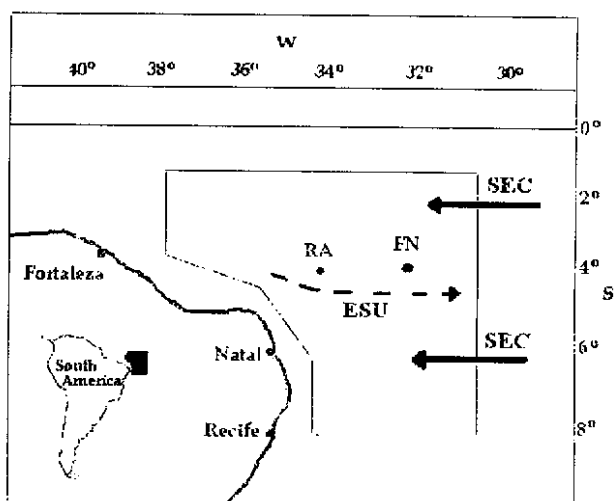 W
40° 38° 36° 34° 32° 30°
0°
SEC
2°
RA FN
Fortaleza
4°
S
ESU
SEC
Natal
6°
South
America
Recife
8°